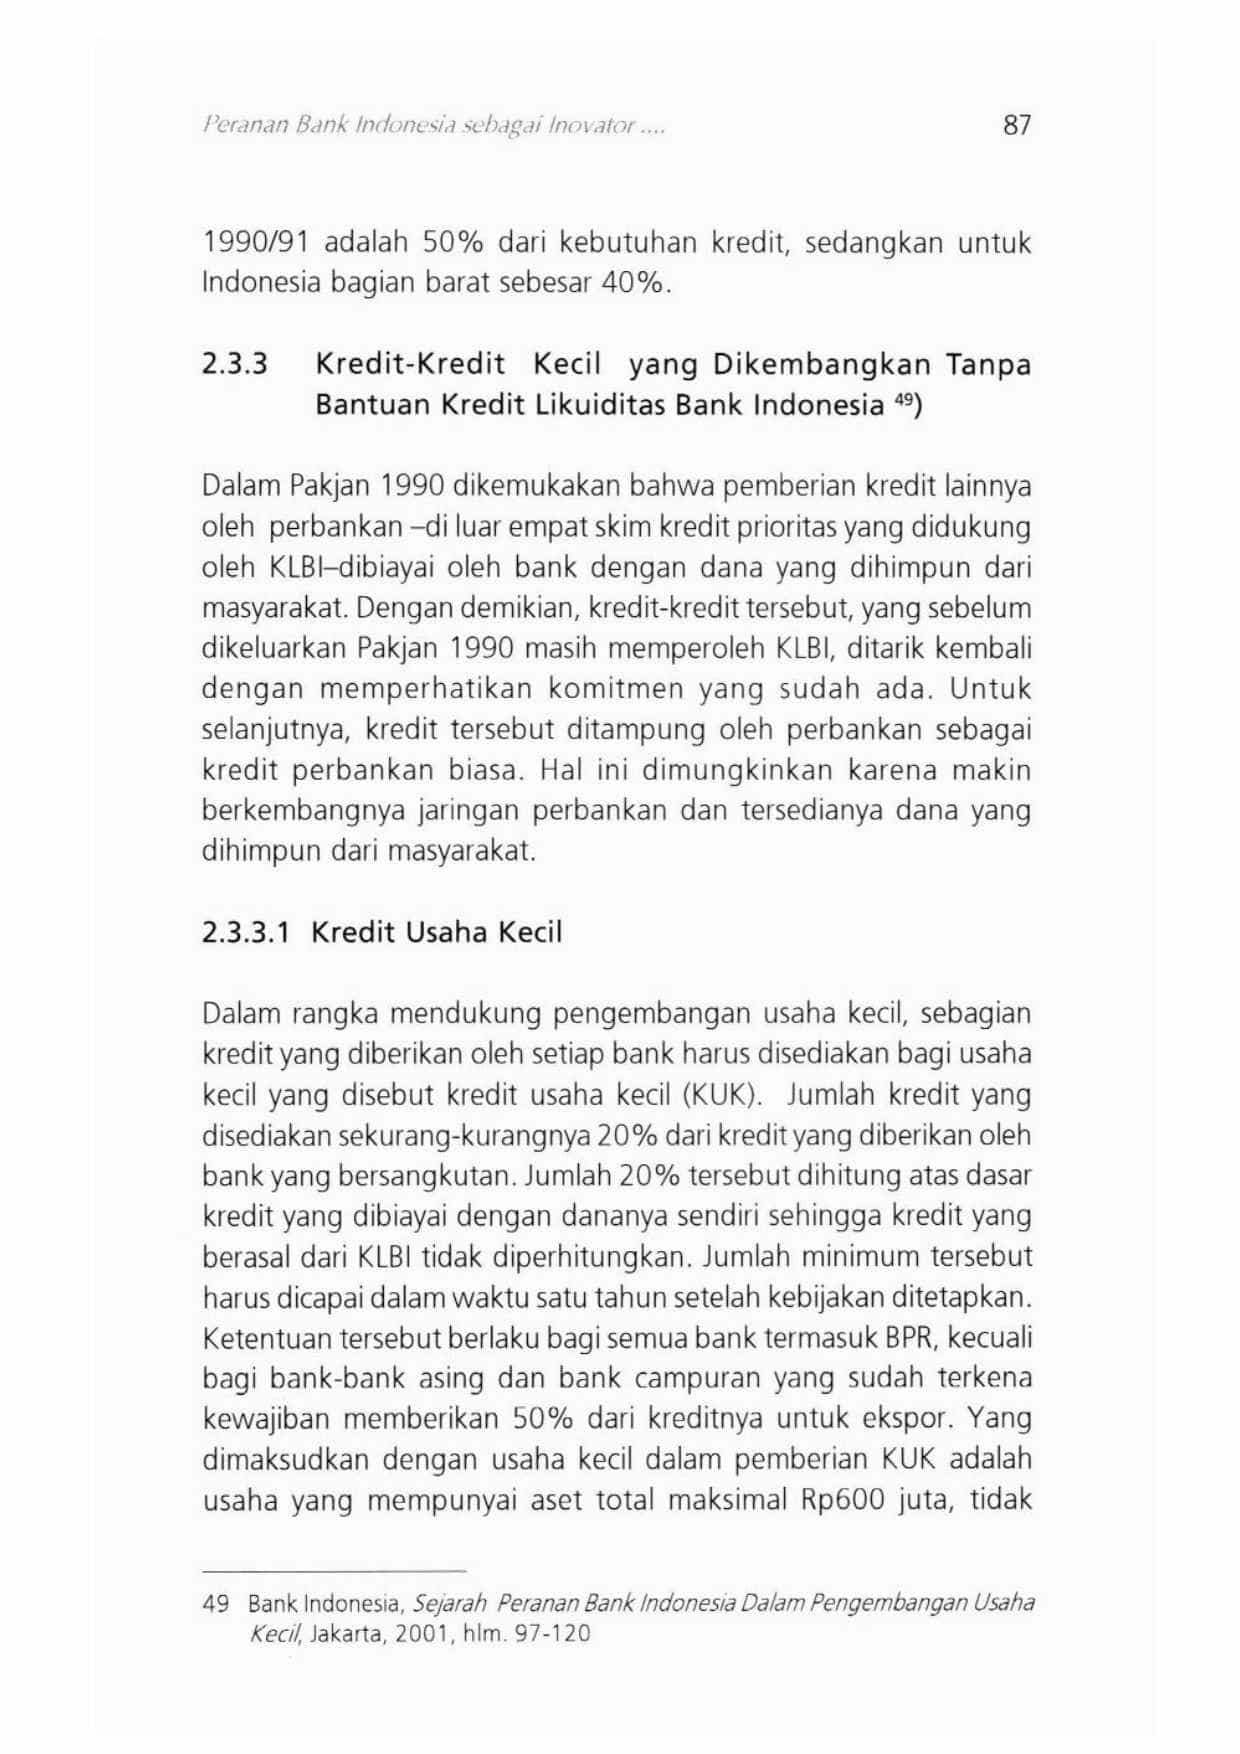 Peranan Bank Indonesia sebagai Inovator .... 87
1990/91 adalah 50% dari kebutuhan kredit, sedangkan untuk
Indonesia bagian barat sebesar 40%.
2.3.3 Kredit-Kredit Kecil yang Dikembangkan Tanpa
Bantuan Kredit Likuiditas Bank Indonesia 49)
Dalam Pakjan 1990 dikemukakan bahwa pemberian kredit lainnya
oleh perbankan –di luar empat skim kredit prioritas yang didukung
oleh KLBI–dibiayai oleh bank dengan dana yang dihimpun dari
masyarakat. Dengan demikian, kredit-kredit tersebut, yang sebelum
dikeluarkan Pakjan 1990 masih memperoleh KLBI, ditarik kembali
dengan memperhatikan komitmen yang sudah ada. Untuk
selanjutnya, kredit tersebut ditampung oleh perbankan sebagai
kredit perbankan biasa. Hal ini dimungkinkan karena makin
berkembangnya jaringan perbankan dan tersedianya dana yang
dihimpun dari masyarakat.
2.3.3.1 Kredit Usaha Kecil
Dalam rangka mendukung pengembangan usaha kecil, sebagian
kredit yang diberikan oleh setiap bank harus disediakan bagi usaha
kecil yang disebut kredit usaha kecil (KUK). Jumlah kredit yang
disediakan sekurang-kurangnya 20% dari kredit yang diberikan oleh
bank yang bersangkutan. Jumlah 20% tersebut dihitung atas dasar
kredit yang dibiayai dengan dananya sendiri sehingga kredit yang
berasal dari KLBI tidak diperhitungkan. Jumlah minimum tersebut
harus dicapai dalam waktu satu tahun setelah kebijakan ditetapkan.
Ketentuan tersebut berlaku bagi semua bank termasuk BPR, kecuali
bagi bank-bank asing dan bank campuran yang sudah terkena
kewajiban memberikan 50% dari kreditnya untuk ekspor. Yang
dimaksudkan dengan usaha kecil dalam pemberian KUK adalah
usaha yang mempunyai aset total maksimal Rp600 juta, tidak
49 Bank Indonesia, Sejarah Peranan Bank Indonesia Dalam Pengembangan Usaha
Kecil, Jakarta, 2001, hlm. 97-120